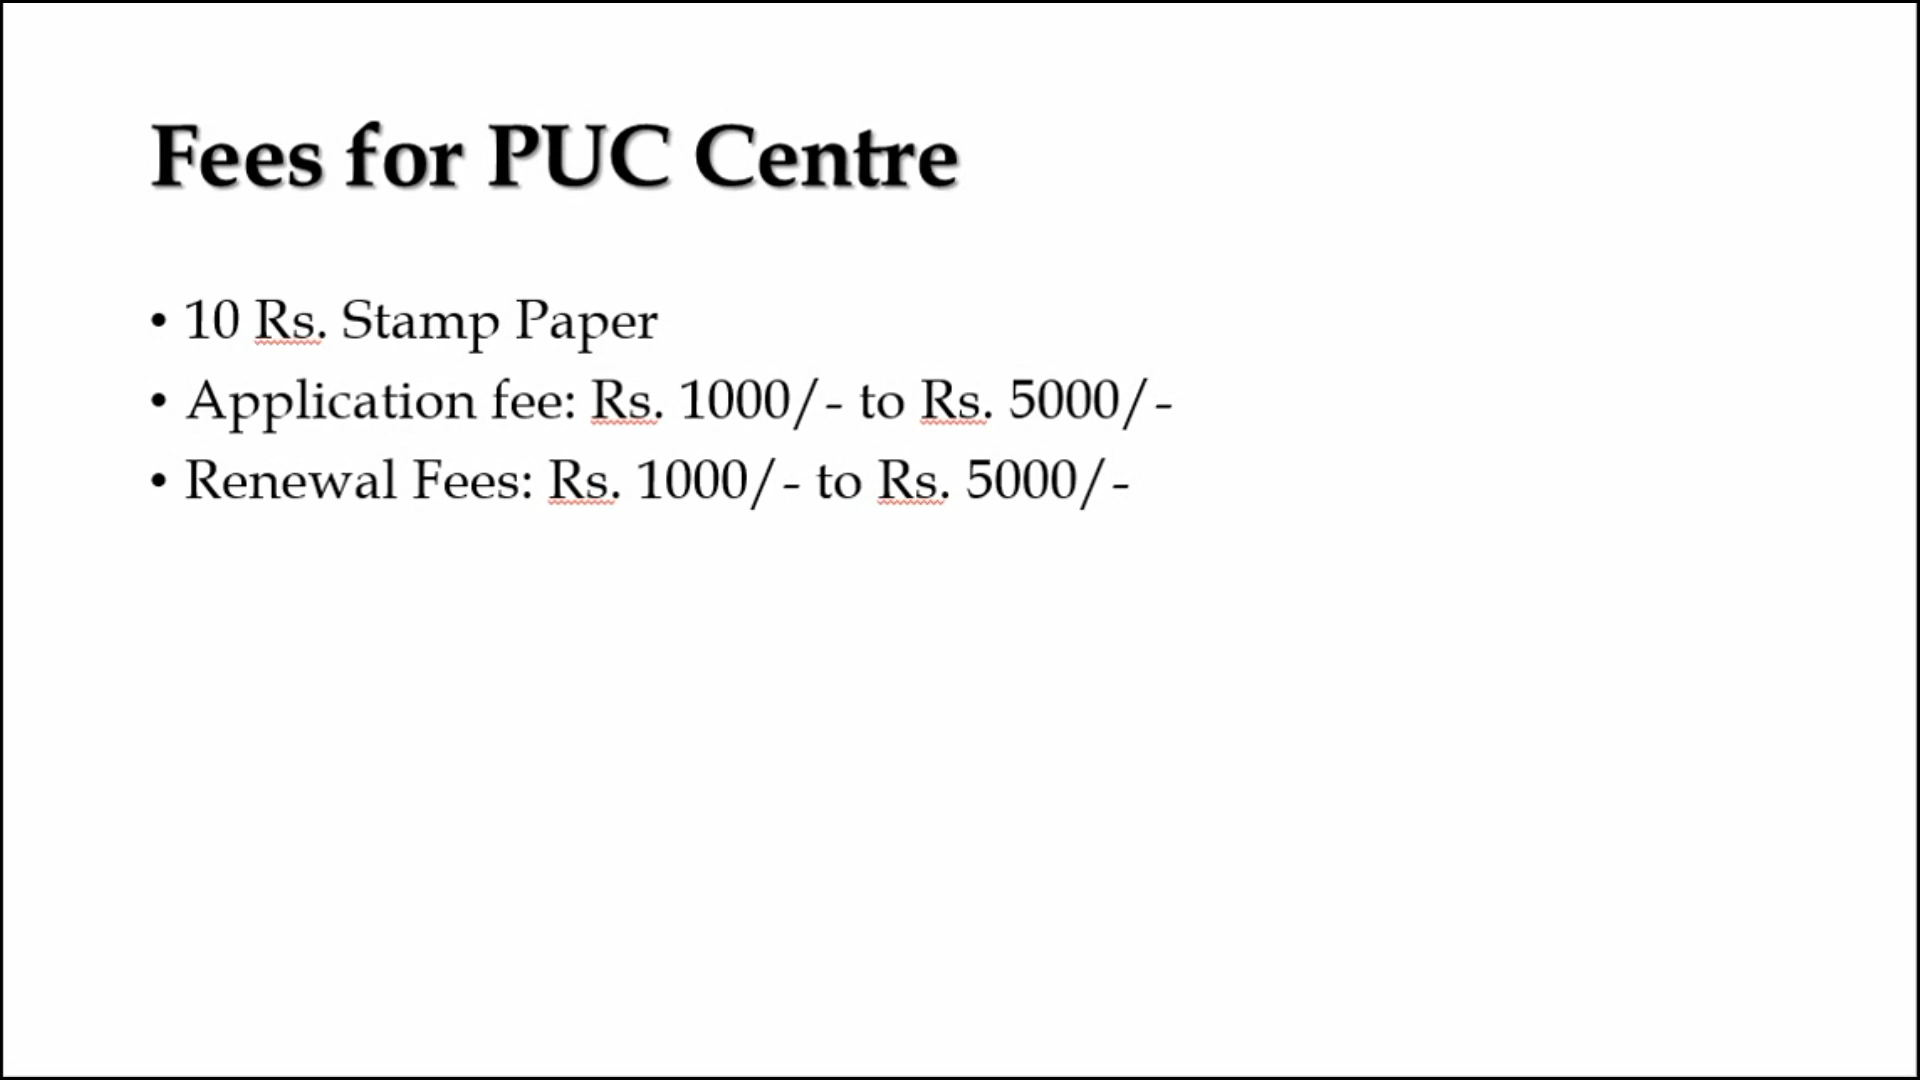 Fees for PUC Centre
• 10 Rs. Stamp Paper
• Application fee: Rs. 1000/- to Rs. 5000/-
• Renewal Fees: Rs. 1000/- to Rs. 5000/-